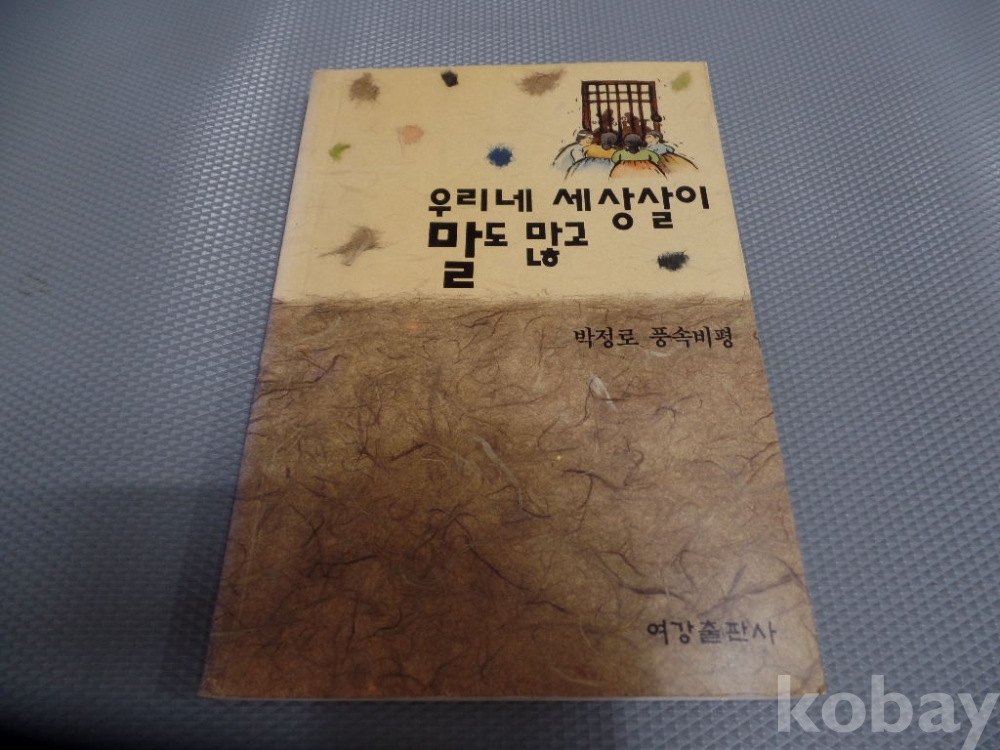 우리네 세상살이
말도 많고
박정로 풍속비평
여강출판사
kobay